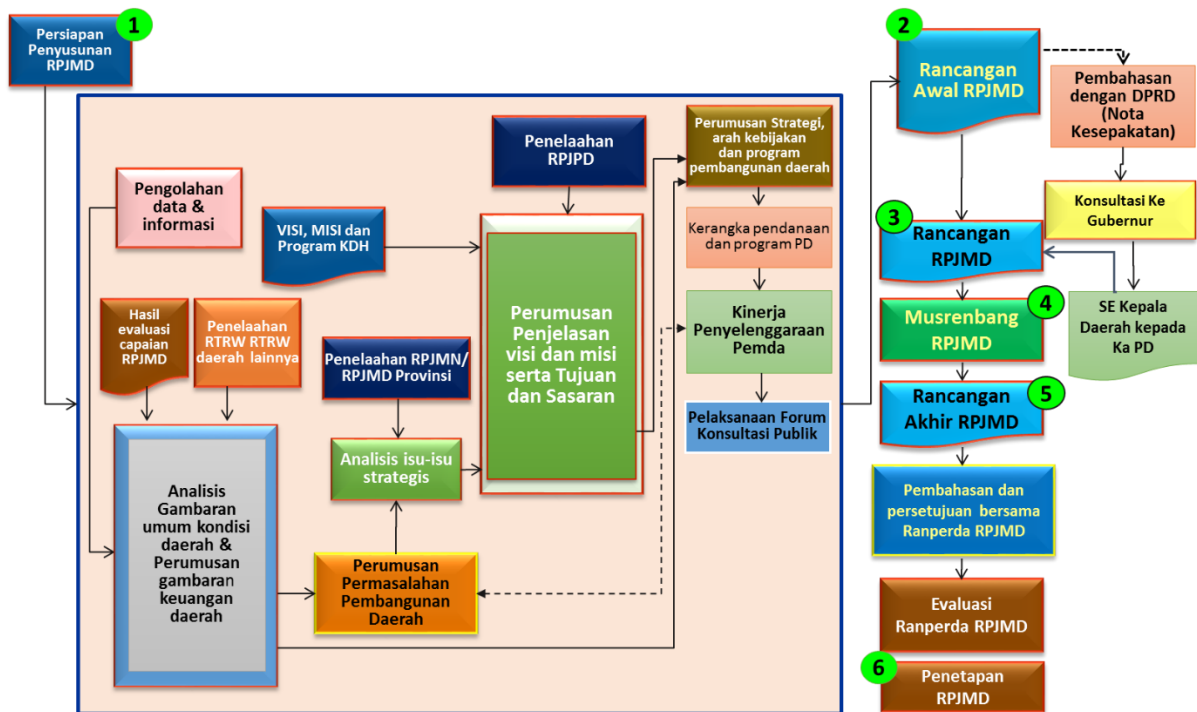 1
Persiapan
Penyusunan
RPJMD
Pengolahan
data &
informasi
VISI, MISI dan
Program KDH
Penelaahan
RPJPD
Hasil
evaluasi
capaian
RPJMD
Penelaahan
RTRW RTRW
daerah lainnya
Penelaahan RPJMN/
RPJMD Provinsi
Analisis isu-isu
strategis
Perumusan
Penjelasan
visi dan misi
serta Tujuan
dan Sasaran
Analisis
Gambaran
umum kondisi
daerah &
Perumusan
gambaran
keuangan
daerah
Perumusan
Permasalahan
Pembangunan
Daerah
Perumusan Strategi,
arah kebijakan
dan program
pembangunan daerah
Kerangka pendanaan
dan program PD
Kinerja
Penyelenggaraan
Pemda
Pelaksanaan Forum
Konsultasi Publik
2
Rancangan
Awal RPJMD
Pembahasan
dengan DPRD
(Nota
Kesepakatan)
Konsultasi Ke
Gubernur
SE Kepala
Daerah kepada
Ka PD
3
Rancangan
RPJMD
4
Musrenbang
RPJMD
5
Rancangan
Akhir RPJMD
Pembahasan dan
persetujuan bersama
Ranperda RPJMD
Evaluasi
Ranperda RPJMD
6
Penetapan
RPJMD